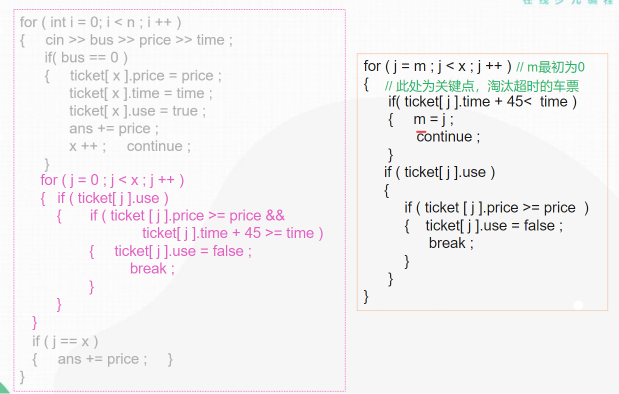 for ( int i = 0; i < n ; i ++ )
{ cin >> bus >> price >> time ;
if( bus == 0 )
{ ticket[ x ].price = price ;
ticket[ x ].time = time ;
ticket[ x ].use = true ;
ans += price ;
x ++ ; continue ;
}
for ( j = 0 ; j < x ; j ++ )
{ if ( ticket[ j ].use )
{ if ( ticket [ j ].price >= price &&
ticket[ j ].time + 45 >= time )
{ ticket[ j ].use = false ;
break ;
}
}
}
if ( j == x )
{ ans += price ; }
}
for ( j = m ; j < x ; j ++ ) // m最初为0
{ // 此处为关键点，淘汰超时的车票
if( ticket[ j ].time + 45< time )
{ m = j ;
continue ;
}
if ( ticket[ j ].use )
{
if ( ticket [ j ].price >= price )
{ ticket[ j ].use = false ;
break ;
}
}
}